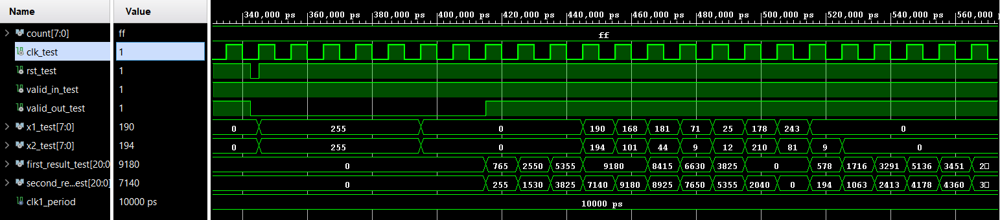 Name Value 340,000 ps 360,000 ps 380,000 ps 400,000 ps 420,000 ps 440,000 ps 460,000 ps 480,000 ps 500,000 ps 520,000 ps 540,000 ps 560,000 ps
count[7:0] ff ff
clk_test 1
rst_test 1
valid_in_test 1
valid_out_test 1
x1_test[7:0] 190 0 255 0 190 168 181 71 25 178 243 0
x2_test[7:0] 194 0 255 0 194 101 44 9 12 210 81 9 0
first_result_test[20:0 9180 0 765 2550 5355 9180 8415 6630 3825 0 578 1716 3291 5136 3451 2
second_re...est[20:0] 7140 0 255 1530 3825 7140 9180 8925 7650 5355 2040 0 194 1063 2413 4178 4360 3
clk1_period 10000 ps 10000 ps